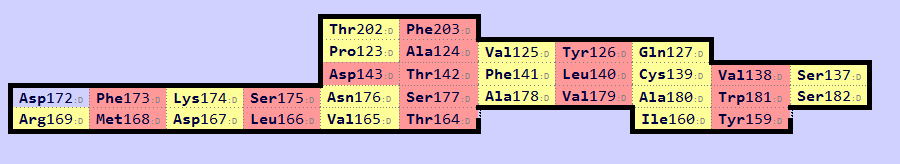 Thr202:D Phe203:D
Pro123:D Ala124:D Val125:D Tyr126:D Gln127:D
Asp143:D Thr142:D Phe141:D Leu140:D Cys139:D Val138:D Ser137:D
Asp172:D Phe173:D Lys174:D Ser175:D Asn176:D Ser177:D Ala178:D Val179:D Ala180:D Trp181:D Ser182:D
Arg169:D Met168:D Asp167:D Leu166:D Val165:D Thr164:D Ile160:D Tyr159:D